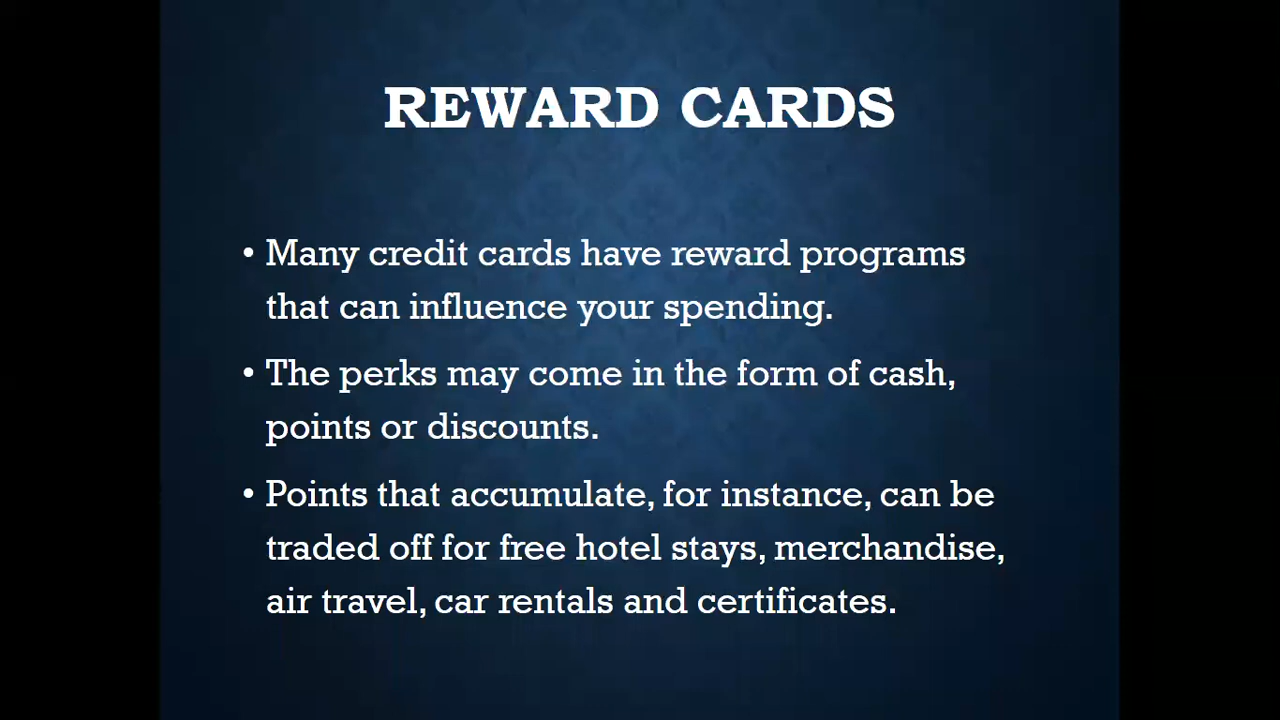 REWARD CARDS
• Many credit cards have reward programs
that can influence your spending.
• The perks may come in the form of cash,
points or discounts.
• Points that accumulate, for instance, can be
traded off for free hotel stays, merchandise,
air travel, car rentals and certificates.